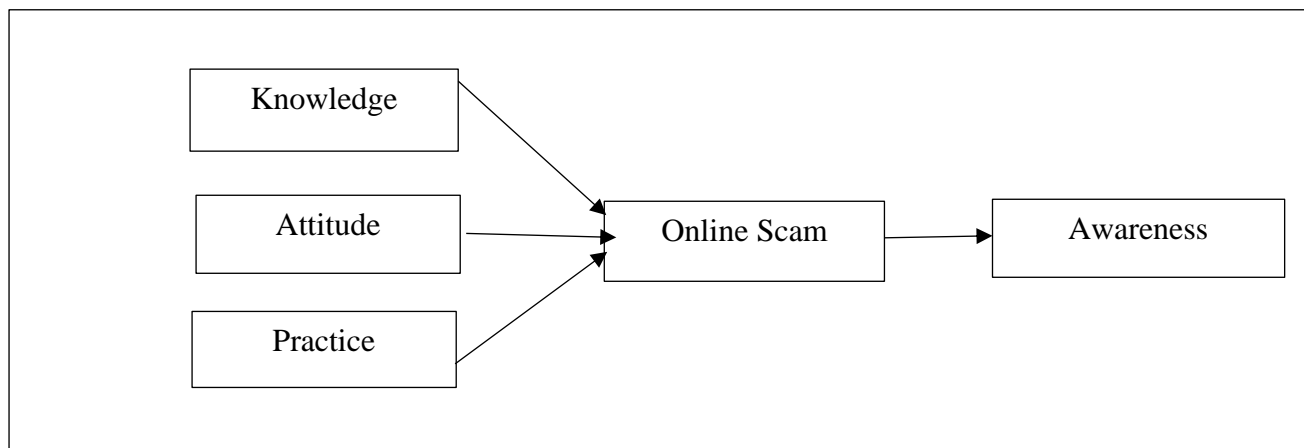 Knowledge
Attitude
Practice
Online Scam
Awareness